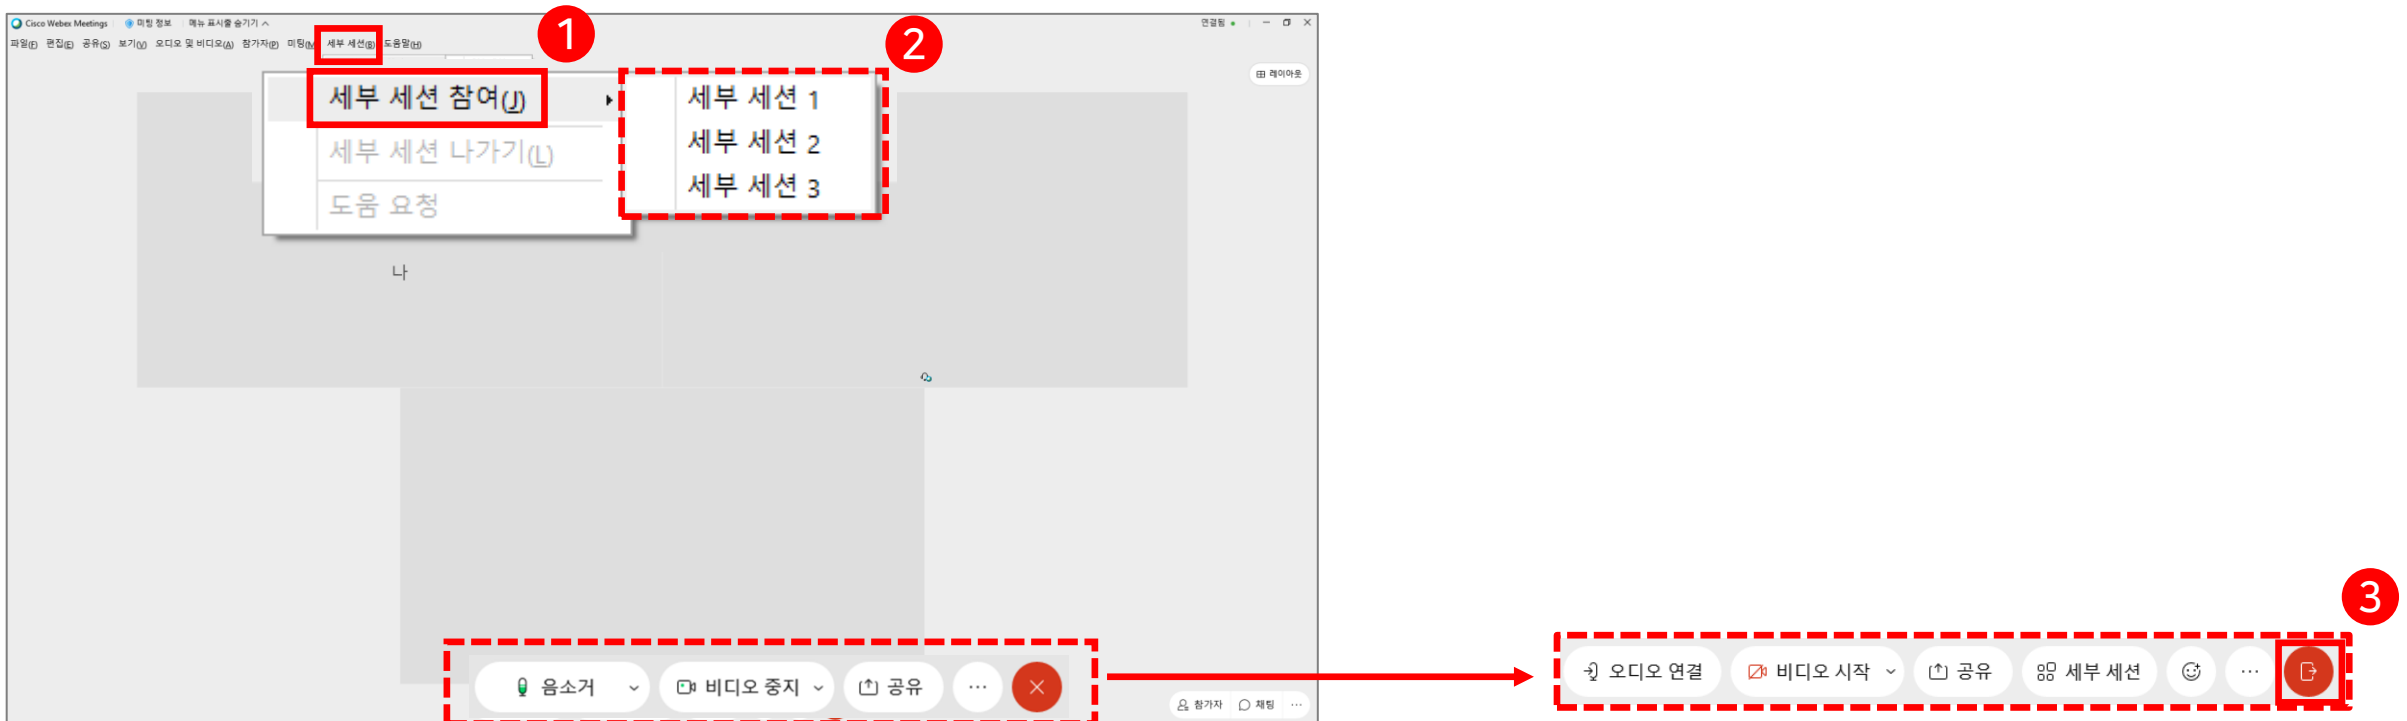 Cisco Webex Meetings 미팅 정보 메뉴 표시줄 숨기기 연결됨
파일(F) 편집(E) 공유(S) 보기(V) 오디오 및 비디오(A) 참가자(P) 미팅(M 세부 세션(B) 도움말(H)
1
2
레이아웃
세부 세션 참여(J)
세부 세션 나가기(L)
도움 요청
세부 세션 1
세부 세션 2
세부 세션 3
나
음소거 비디오 중지 공유 ...
참가자 채팅 ...
3
오디오 연결 비디오 시작 공유 세부 세션 ...